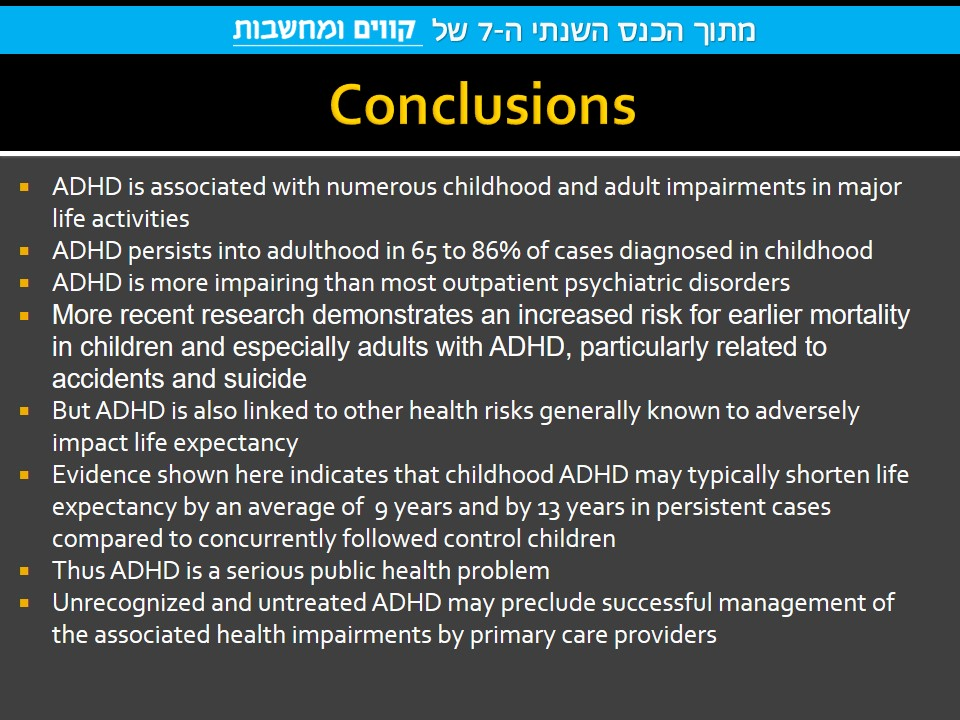 מתוך הכנס השנתי ה-7 של קווים ומחשבות
Conclusions
▪ ADHD is associated with numerous childhood and adult impairments in major
life activities
▪ ADHD persists into adulthood in 65 to 86% of cases diagnosed in childhood
▪ ADHD is more impairing than most outpatient psychiatric disorders
▪ More recent research demonstrates an increased risk for earlier mortality
in children and especially adults with ADHD, particularly related to
accidents and suicide
▪ But ADHD is also linked to other health risks generally known to adversely
impact life expectancy
▪ Evidence shown here indicates that childhood ADHD may typically shorten life
expectancy by an average of  9 years and by 13 years in persistent cases
compared to concurrently followed control children
▪ Thus ADHD is a serious public health problem
▪ Unrecognized and untreated ADHD may preclude successful management of
the associated health impairments by primary care providers